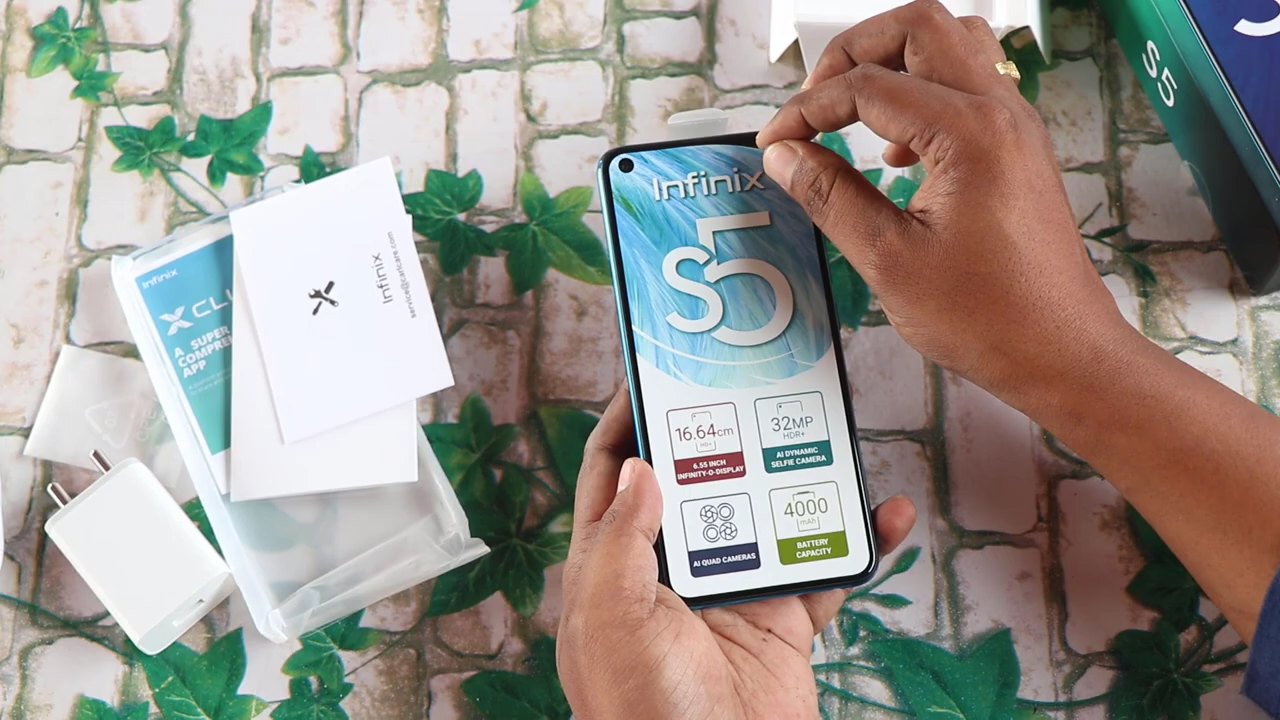 Infinix
S5
16.64cm
HD+
6.55 INCH
INFINITY-O-DISPLAY
32MP
HDR+
AI DYNAMIC
SELFIE CAMERA
AI QUAD CAMERAS
4000
mAh
BATTERY
CAPACITY
Infinix
service@carlcare.com
Infinix
A SUPER
APP
S5